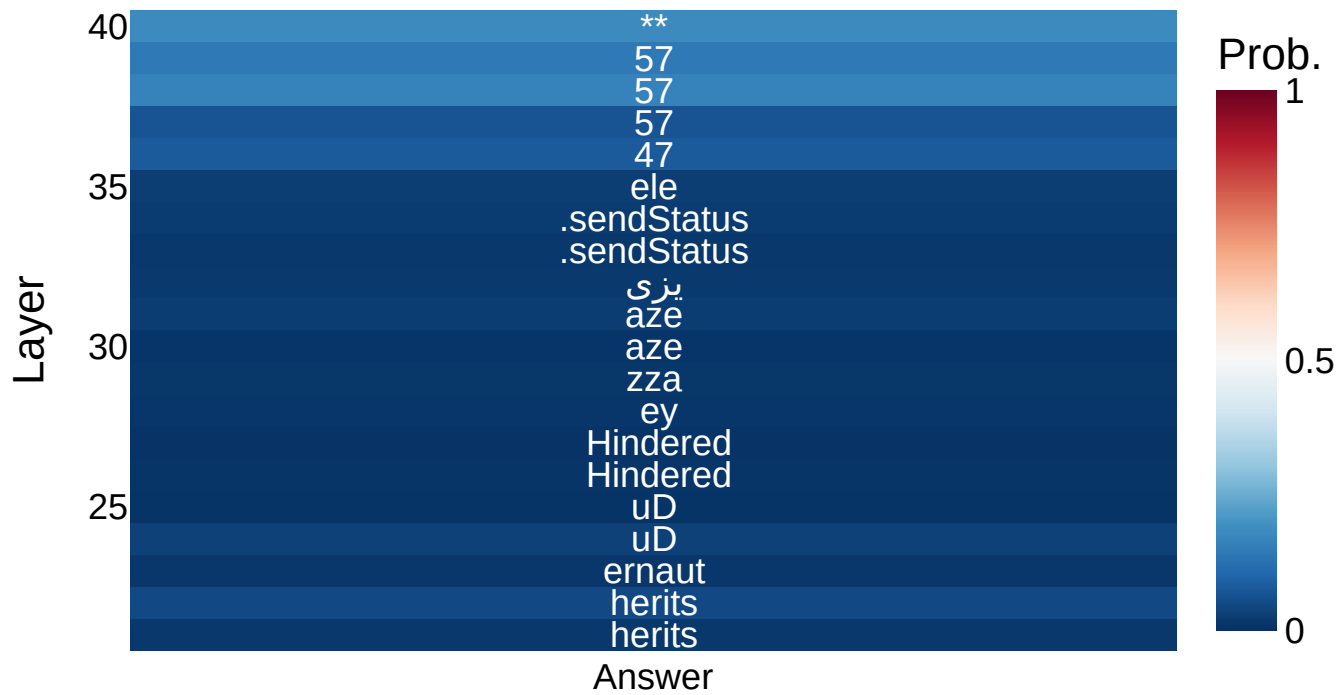 40
**
57
57
57
47
35
ele
.sendStatus
.sendStatus
یزی
aze
30
aze
zza
ey
Hindered
Hindered
25
uD
uD
ernaut
herits
herits
Answer
Layer
Prob.
1
0.5
0